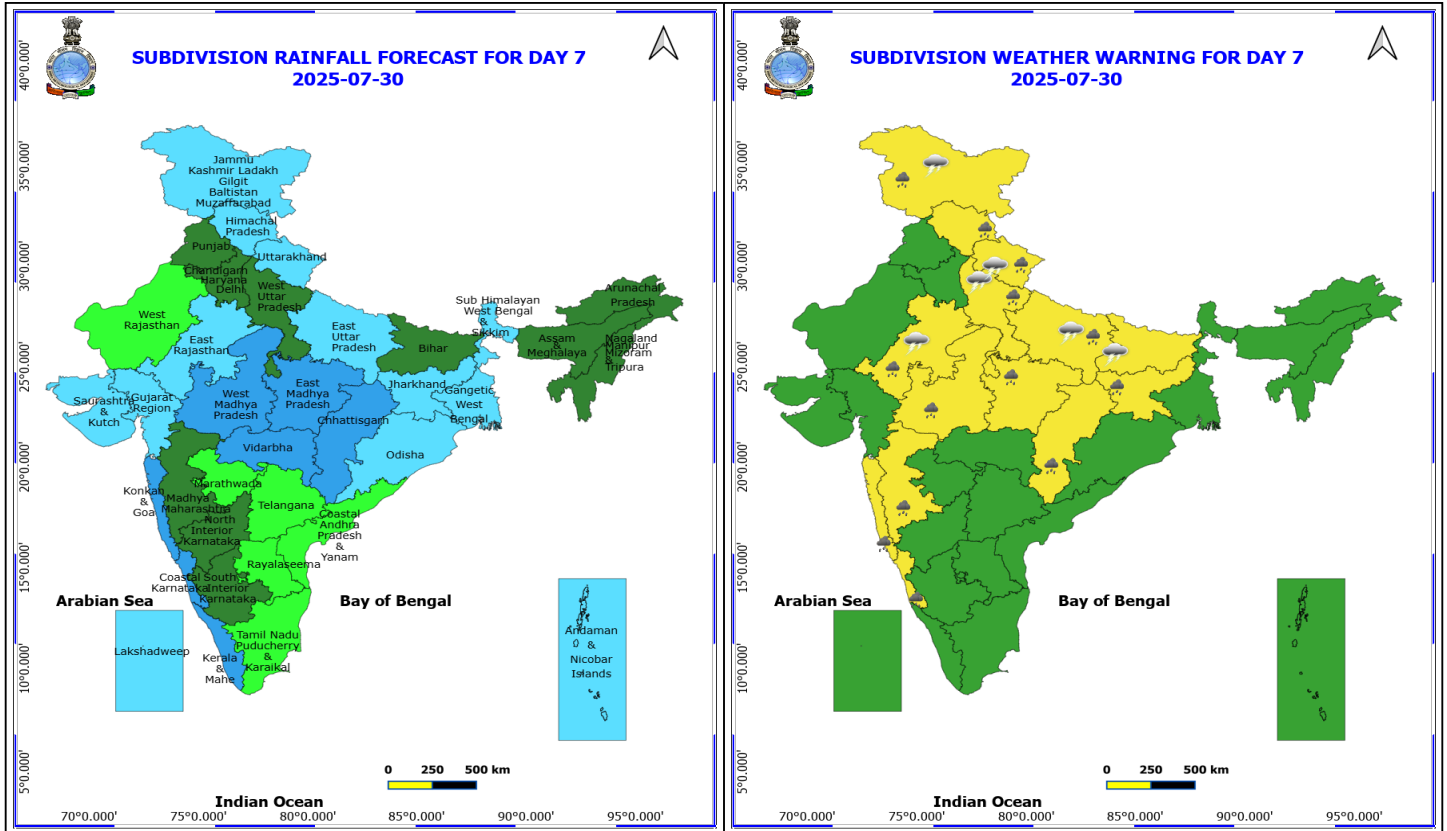 SUBDIVISION RAINFALL FORECAST FOR DAY 7
2025-07-30
40°0.000'
35°0.000'
30°0.000'
25°0.000'
20°0.000'
15°0.000'
10°0.000'
5°0.000'
Jammu
Kashmir Ladakh
Gilgit
Baltistan
Muzaffarabad
Himachal
Pradesh
Punjab
Uttarakhand
Chandigarh
Haryana
Delhi
West
Uttar
Pradesh
West
Rajasthan
East
Rajasthan
East
Uttar
Pradesh
Bihar
Sub Himalayan
West Bengal
&
Sikkim
Arunachal
Pradesh
Assam
&
Meghalaya
Nagaland
Manipur
Mizoram
&
Tripura
Saurashtra
&
Kutch
Gujarat
Region
West
Madhya
Pradesh
East
Madhya
Pradesh
Jharkhand
Gangetic
West
Bengal
Chhattisgarh
Vidarbha
Odisha
Konkan
&
Goa
Madhya
Maharashtra
Marathwada
Telangana
North
Interior
Karnataka
Coastal
Andhra
Pradesh
&
Yanam
Rayalaseema
Coastal
Karnataka
South
Interior
Karnataka
Tamil Nadu
Puducherry
&
Karaikal
Kerala
&
Mahe
Lakshadweep
Andaman
&
Nicobar
Islands
Arabian Sea
Bay of Bengal
Indian Ocean
0 250 500 km
70°0.000' 75°0.000' 80°0.000' 85°0.000' 90°0.000' 95°0.000'
SUBDIVISION WEATHER WARNING FOR DAY 7
2025-07-30
40°0.000'
35°0.000'
30°0.000'
25°0.000'
20°0.000'
15°0.000'
10°0.000'
5°0.000'
Arabian Sea
Bay of Bengal
Indian Ocean
0 250 500 km
70°0.000' 75°0.000' 80°0.000' 85°0.000' 90°0.000' 95°0.000'